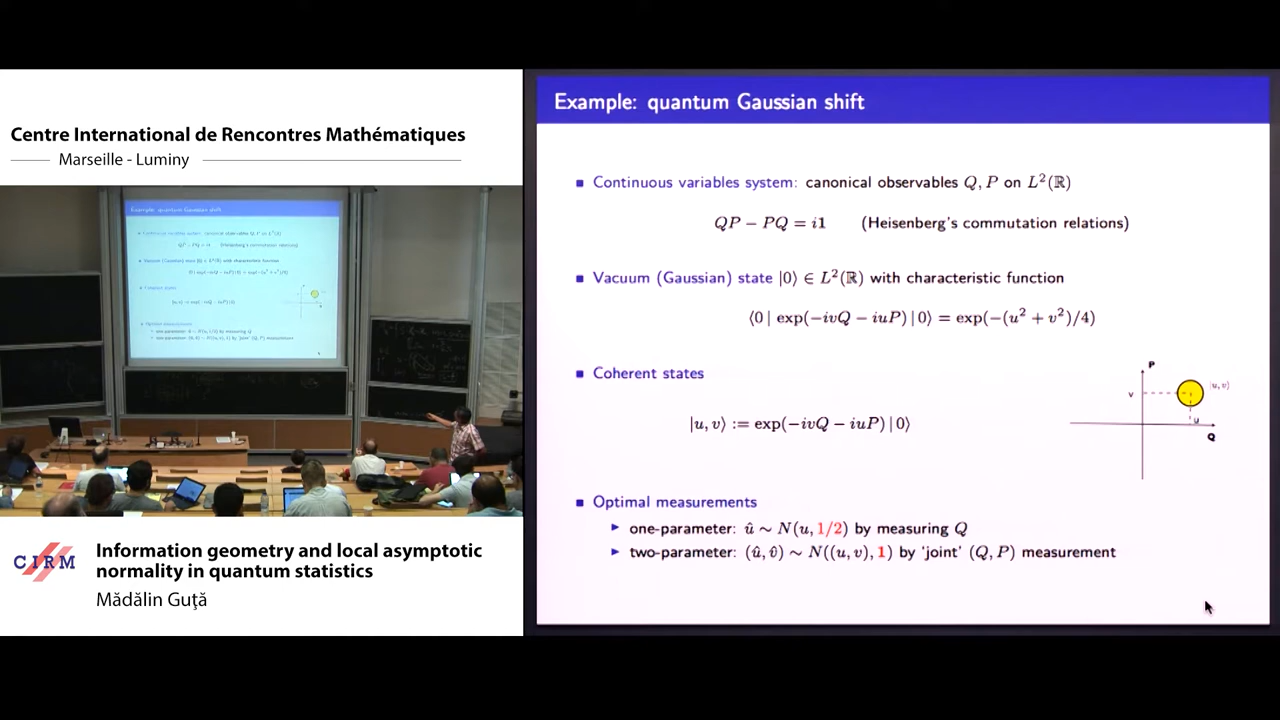 Centre International de Rencontres Mathématiques
Marseille - Luminy
CIRM
Information geometry and local asymptotic
normality in quantum statistics
Mădălin Guţă
Example: quantum Gaussian shift
Continuous variables system: canonical observables Q, P on L²(ℝ)
QP − PQ = i1 (Heisenberg's commutation relations)
Vacuum (Gaussian) state |0⟩ ∈ L²(ℝ) with characteristic function
⟨0 | exp(−ivQ − iuP) | 0⟩ = exp(−(u² + v²)/4)
Coherent states
|u, v⟩ := exp(−ivQ − iuP) | 0⟩
P
v
|u, v⟩
u
Q
Optimal measurements
one-parameter: û ∼ N(u, 1/2) by measuring Q
two-parameter: (û, v̂) ∼ N((u, v), 1) by 'joint' (Q, P) measurement